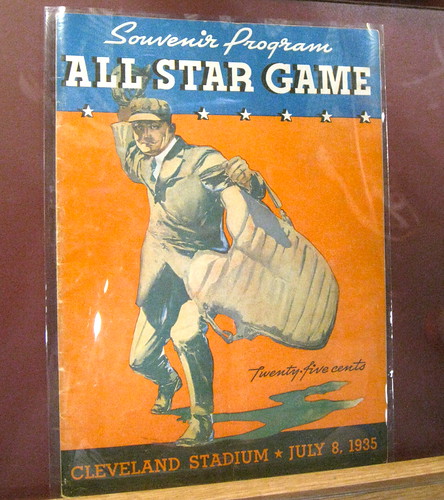 Souvenir Program
ALL STAR GAME
Twenty-five cents
CLEVELAND STADIUM ★ JULY 8, 1935